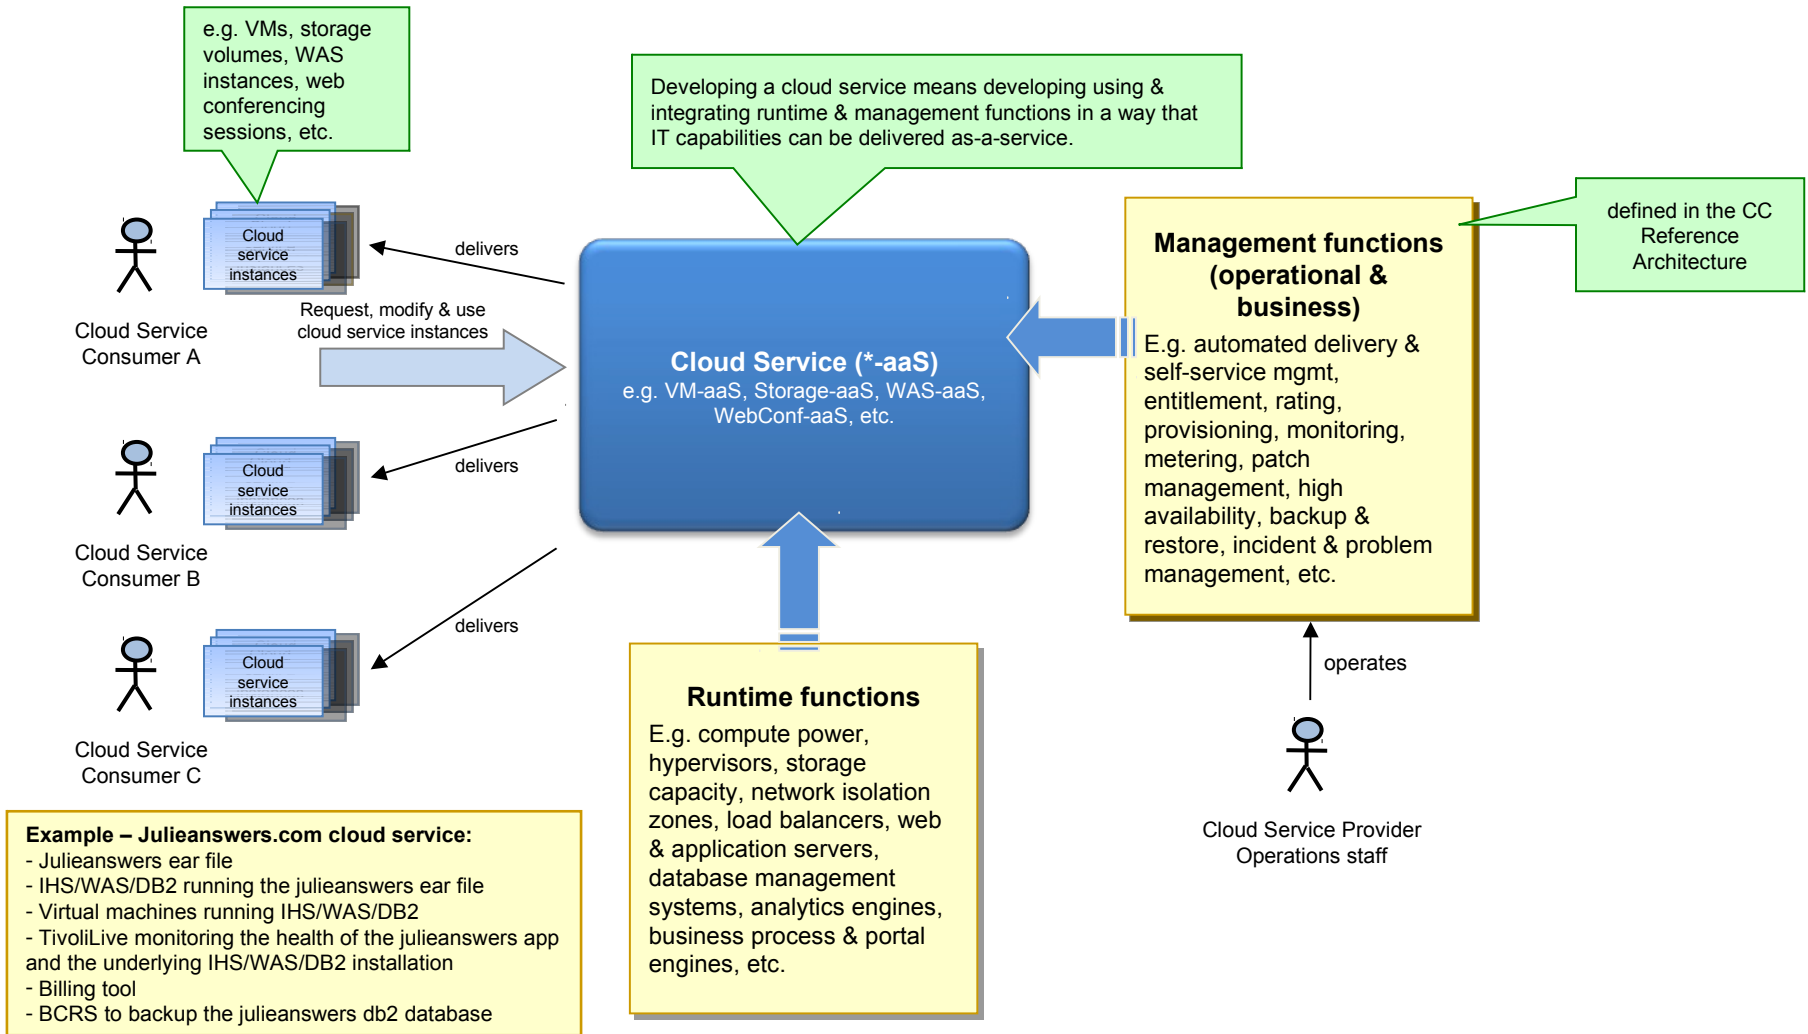 e.g. VMs, storage
volumes, WAS
instances, web
conferencing
sessions, etc.
Developing a cloud service means developing using &
integrating runtime & management functions in a way that
IT capabilities can be delivered as-a-service.
defined in the CC
Reference
Architecture
Cloud
service
instances
Cloud Service
Consumer A
delivers
Request, modify & use
cloud service instances
Cloud
service
instances
Cloud Service
Consumer B
delivers
Cloud
service
instances
Cloud Service
Consumer C
delivers
Cloud Service (*-aaS)
e.g. VM-aaS, Storage-aaS, WAS-aaS,
WebConf-aaS, etc.
Management functions
(operational &
business)
E.g. automated delivery &
self-service mgmt,
entitlement, rating,
provisioning, monitoring,
metering, patch
management, high
availability, backup &
restore, incident & problem
management, etc.
operates
Cloud Service Provider
Operations staff
Runtime functions
E.g. compute power,
hypervisors, storage
capacity, network isolation
zones, load balancers, web
& application servers,
database management
systems, analytics engines,
business process & portal
engines, etc.
Example – Julieanswers.com cloud service:
- Julieanswers ear file
- IHS/WAS/DB2 running the julieanswers ear file
- Virtual machines running IHS/WAS/DB2
- TivoliLive monitoring the health of the julieanswers app
and the underlying IHS/WAS/DB2 installation
- Billing tool
- BCRS to backup the julieanswers db2 database